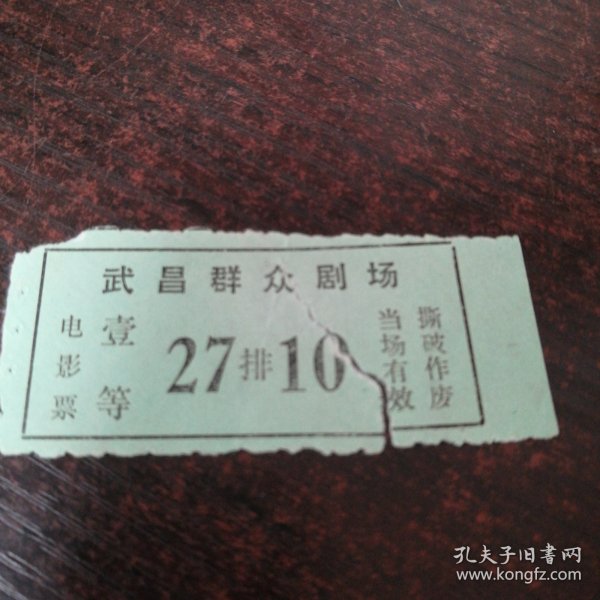 武昌群众剧场
电影票
壹等
27排10
当场有效
撕破作废
孔夫子旧书网
www.kongfz.com